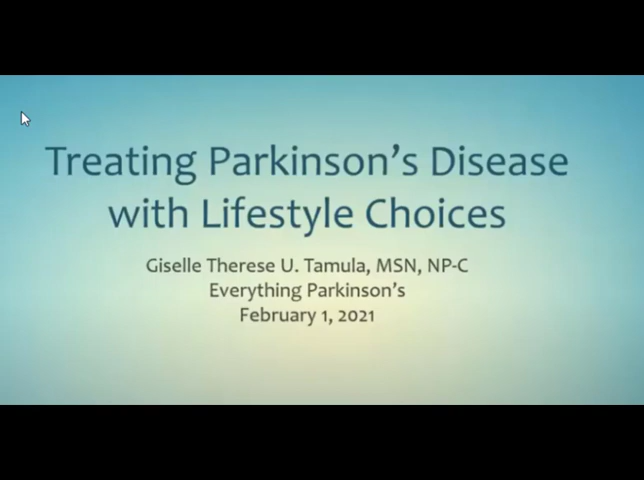 Treating Parkinson's Disease
with Lifestyle Choices
Giselle Therese U. Tamula, MSN, NP-C
Everything Parkinson's
February 1, 2021